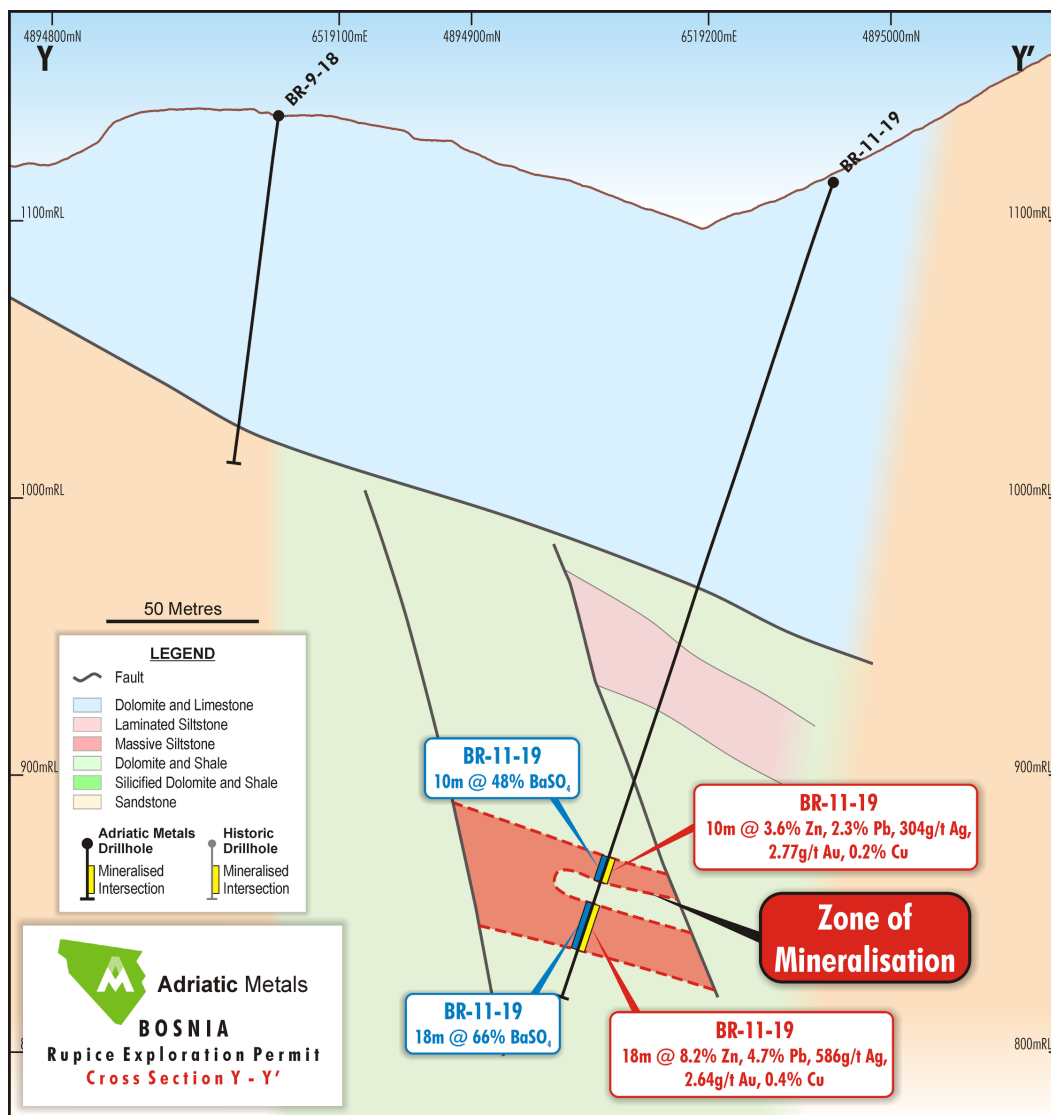 4894800mN
6519100mE
4894900mN
6519200mE
4895000mN
Y
Y'
BR-9-18
BR-11-19
1100mRL
1100mRL
1000mRL
1000mRL
50 Metres
LEGEND
Fault
Dolomite and Limestone
Laminated Siltstone
Massive Siltstone
Dolomite and Shale
Silicified Dolomite and Shale
Sandstone
Adriatic Metals
Drillhole
Mineralised
Intersection
Historic
Drillhole
Mineralised
Intersection
900mRL
900mRL
BR-11-19
10m @ 48% BaSO₄
BR-11-19
10m @ 3.6% Zn, 2.3% Pb, 304g/t Ag,
2.77g/t Au, 0.2% Cu
Zone of
Mineralisation
BR-11-19
18m @ 66% BaSO₄
BR-11-19
18m @ 8.2% Zn, 4.7% Pb, 586g/t Ag,
2.64g/t Au, 0.4% Cu
800mRL
Adriatic Metals
BOSNIA
Rupice Exploration Permit
Cross Section Y - Y'